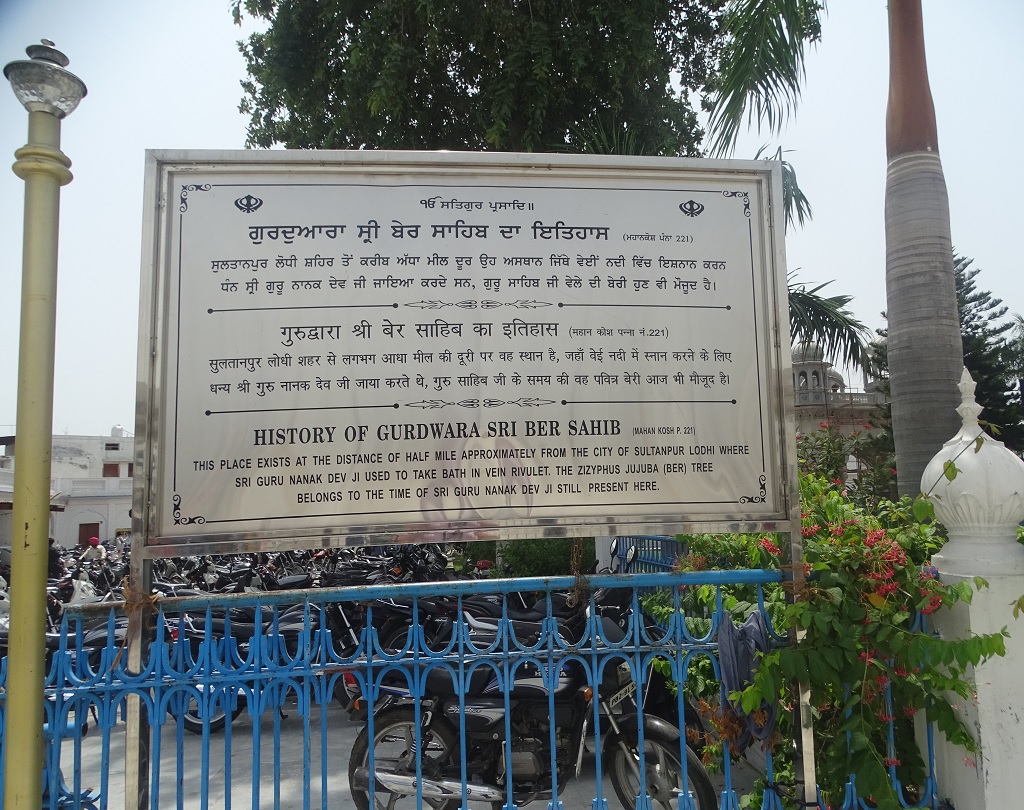 ੴ ਸਤਿਗੁਰ ਪ੍ਰਸਾਦਿ॥
ਗੁਰਦੁਆਰਾ ਸ੍ਰੀ ਬੇਰ ਸਾਹਿਬ ਦਾ ਇਤਿਹਾਸ (ਮਹਾਨਕੋਸ਼ ਪੰਨਾ 221)
ਸੁਲਤਾਨਪੁਰ ਲੋਧੀ ਸ਼ਹਿਰ ਤੋਂ ਕਰੀਬ ਅੱਧਾ ਮੀਲ ਦੂਰ ਉਹ ਅਸਥਾਨ ਜਿੱਥੇ ਵੇਈਂ ਨਦੀ ਵਿੱਚ ਇਸ਼ਨਾਨ ਕਰਨ
ਧੰਨ ਸ੍ਰੀ ਗੁਰੂ ਨਾਨਕ ਦੇਵ ਜੀ ਜਾਇਆ ਕਰਦੇ ਸਨ, ਗੁਰੂ ਸਾਹਿਬ ਜੀ ਵੇਲੇ ਦੀ ਬੇਰੀ ਹੁਣ ਵੀ ਮੌਜੂਦ ਹੈ।
गुरुद्वारा श्री बेर साहिब का इतिहास (महान कोश पन्ना नं.221)
सुलतानपुर लोधी शहर से लगभग आधा मील की दूरी पर वह स्थान है, जहाँ वेई नदी में स्नान करने के लिए
धन्य श्री गुरु नानक देव जी जाया करते थे, गुरु साहिब जी के समय की वह पवित्र बेरी आज भी मौजूद है।
HISTORY OF GURDWARA SRI BER SAHIB (MAHAN KOSH P. 221)
THIS PLACE EXISTS AT THE DISTANCE OF HALF MILE APPROXIMATELY FROM THE CITY OF SULTANPUR LODHI WHERE
SRI GURU NANAK DEV JI USED TO TAKE BATH IN VEIN RIVULET. THE ZIZYPHUS JUJUBA (BER) TREE
BELONGS TO THE TIME OF SRI GURU NANAK DEV JI STILL PRESENT HERE.